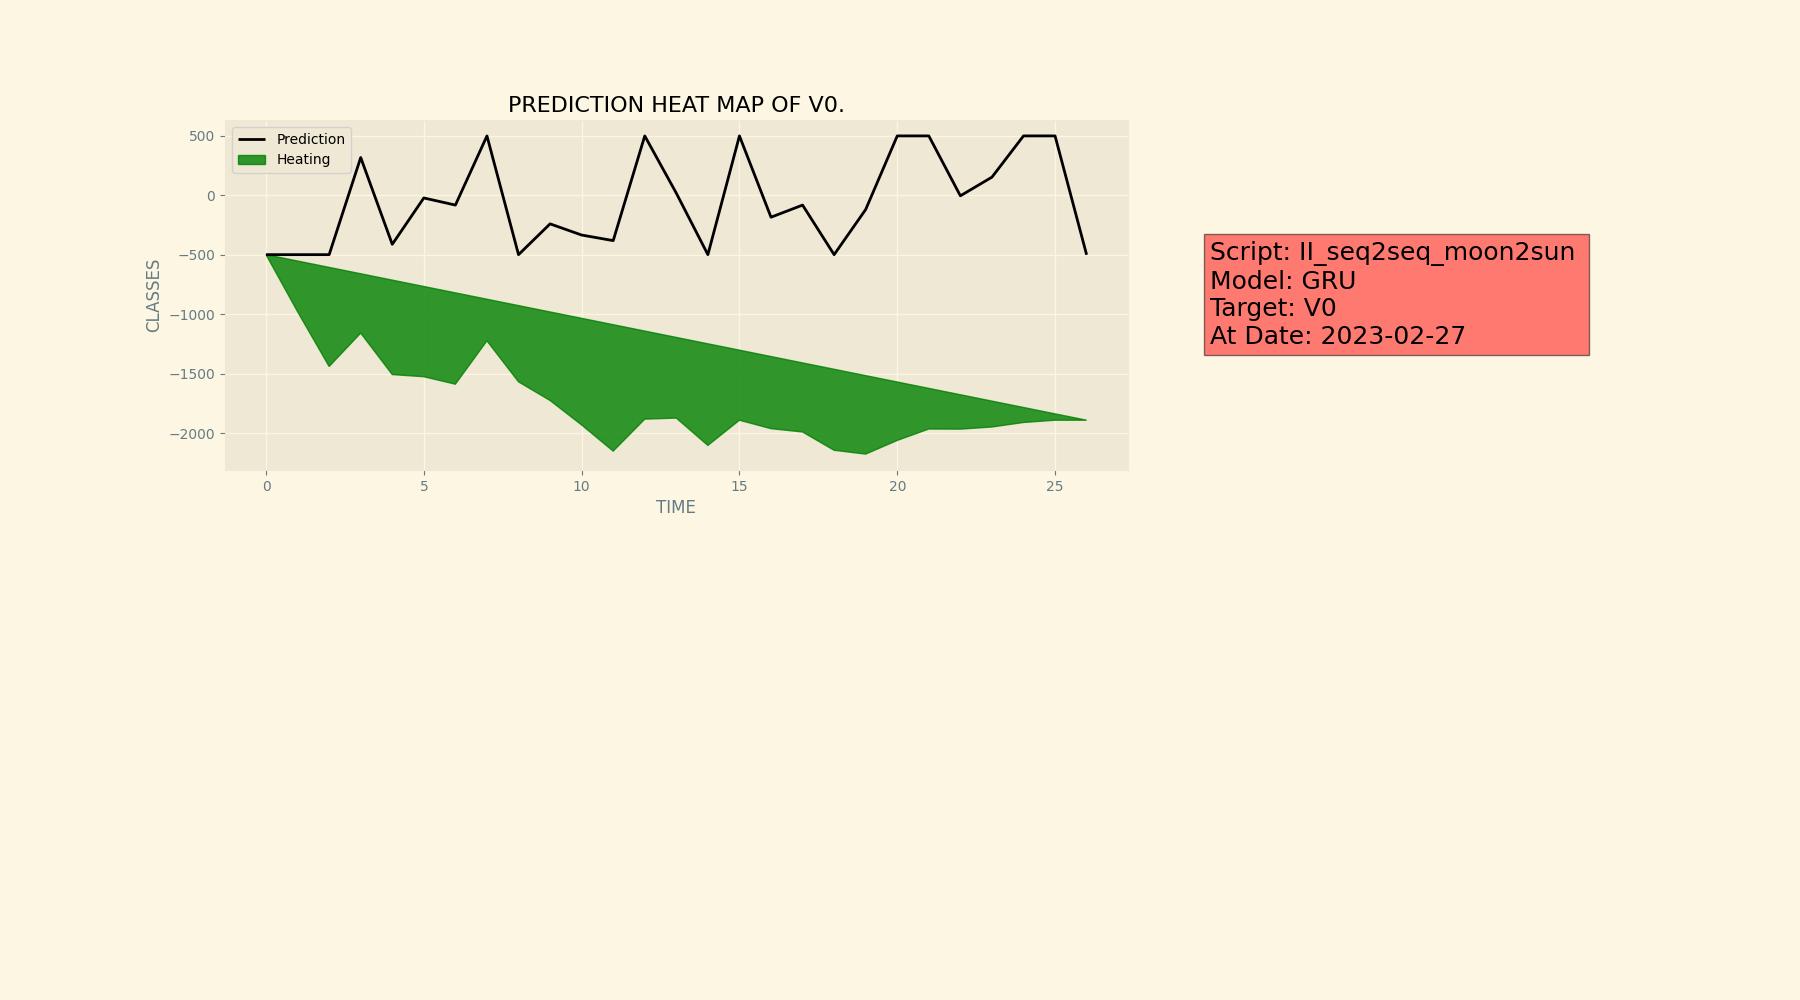 PREDICTION HEAT MAP OF V0.
Prediction
Heating
500
0
−500
−1000
−1500
−2000
CLASSES
0 5 10 15 20 25
TIME
Script: II_seq2seq_moon2sun
Model: GRU
Target: V0
At Date: 2023-02-27